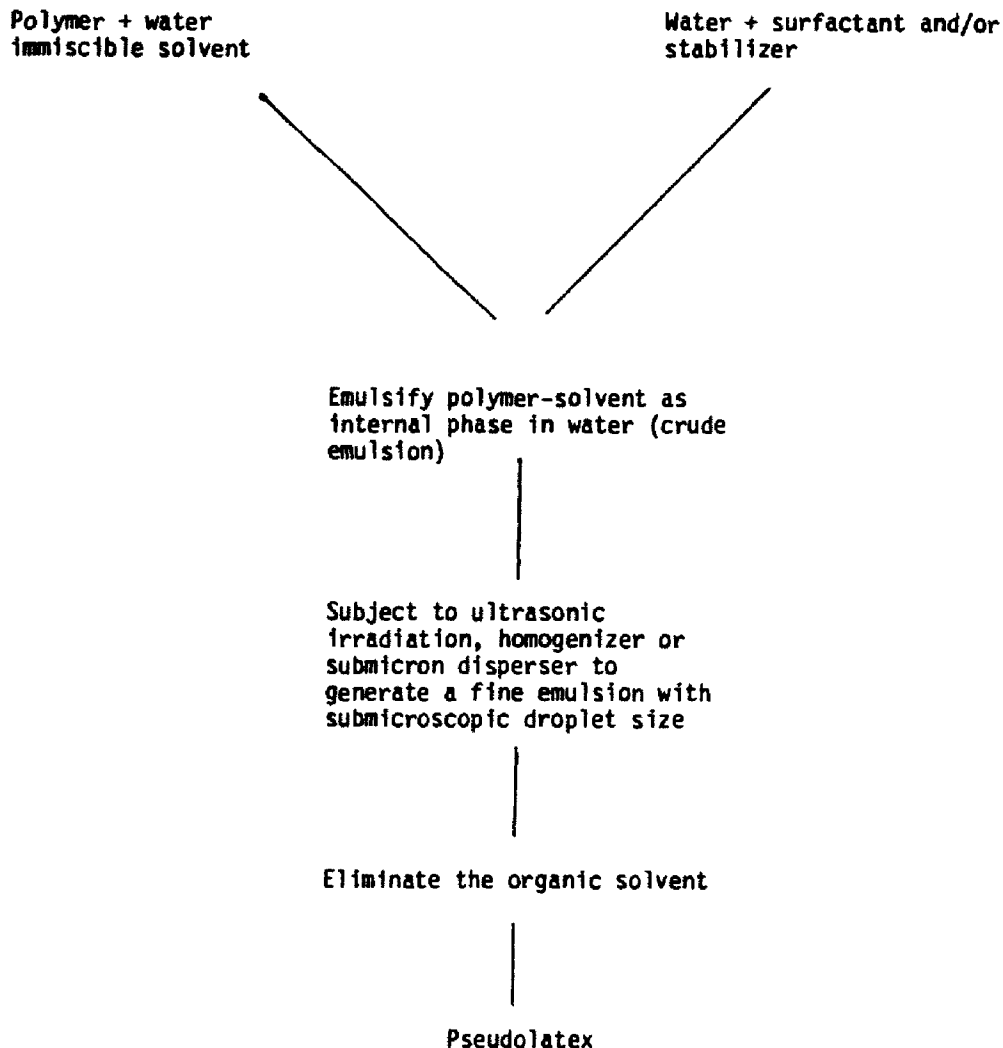 Polymer + water
immiscible solvent
Water + surfactant and/or
stabilizer
Emulsify polymer-solvent as
internal phase in water (crude
emulsion)
Subject to ultrasonic
irradiation, homogenizer or
submicron disperser to
generate a fine emulsion with
submicroscopic droplet size
Eliminate the organic solvent
Pseudolatex